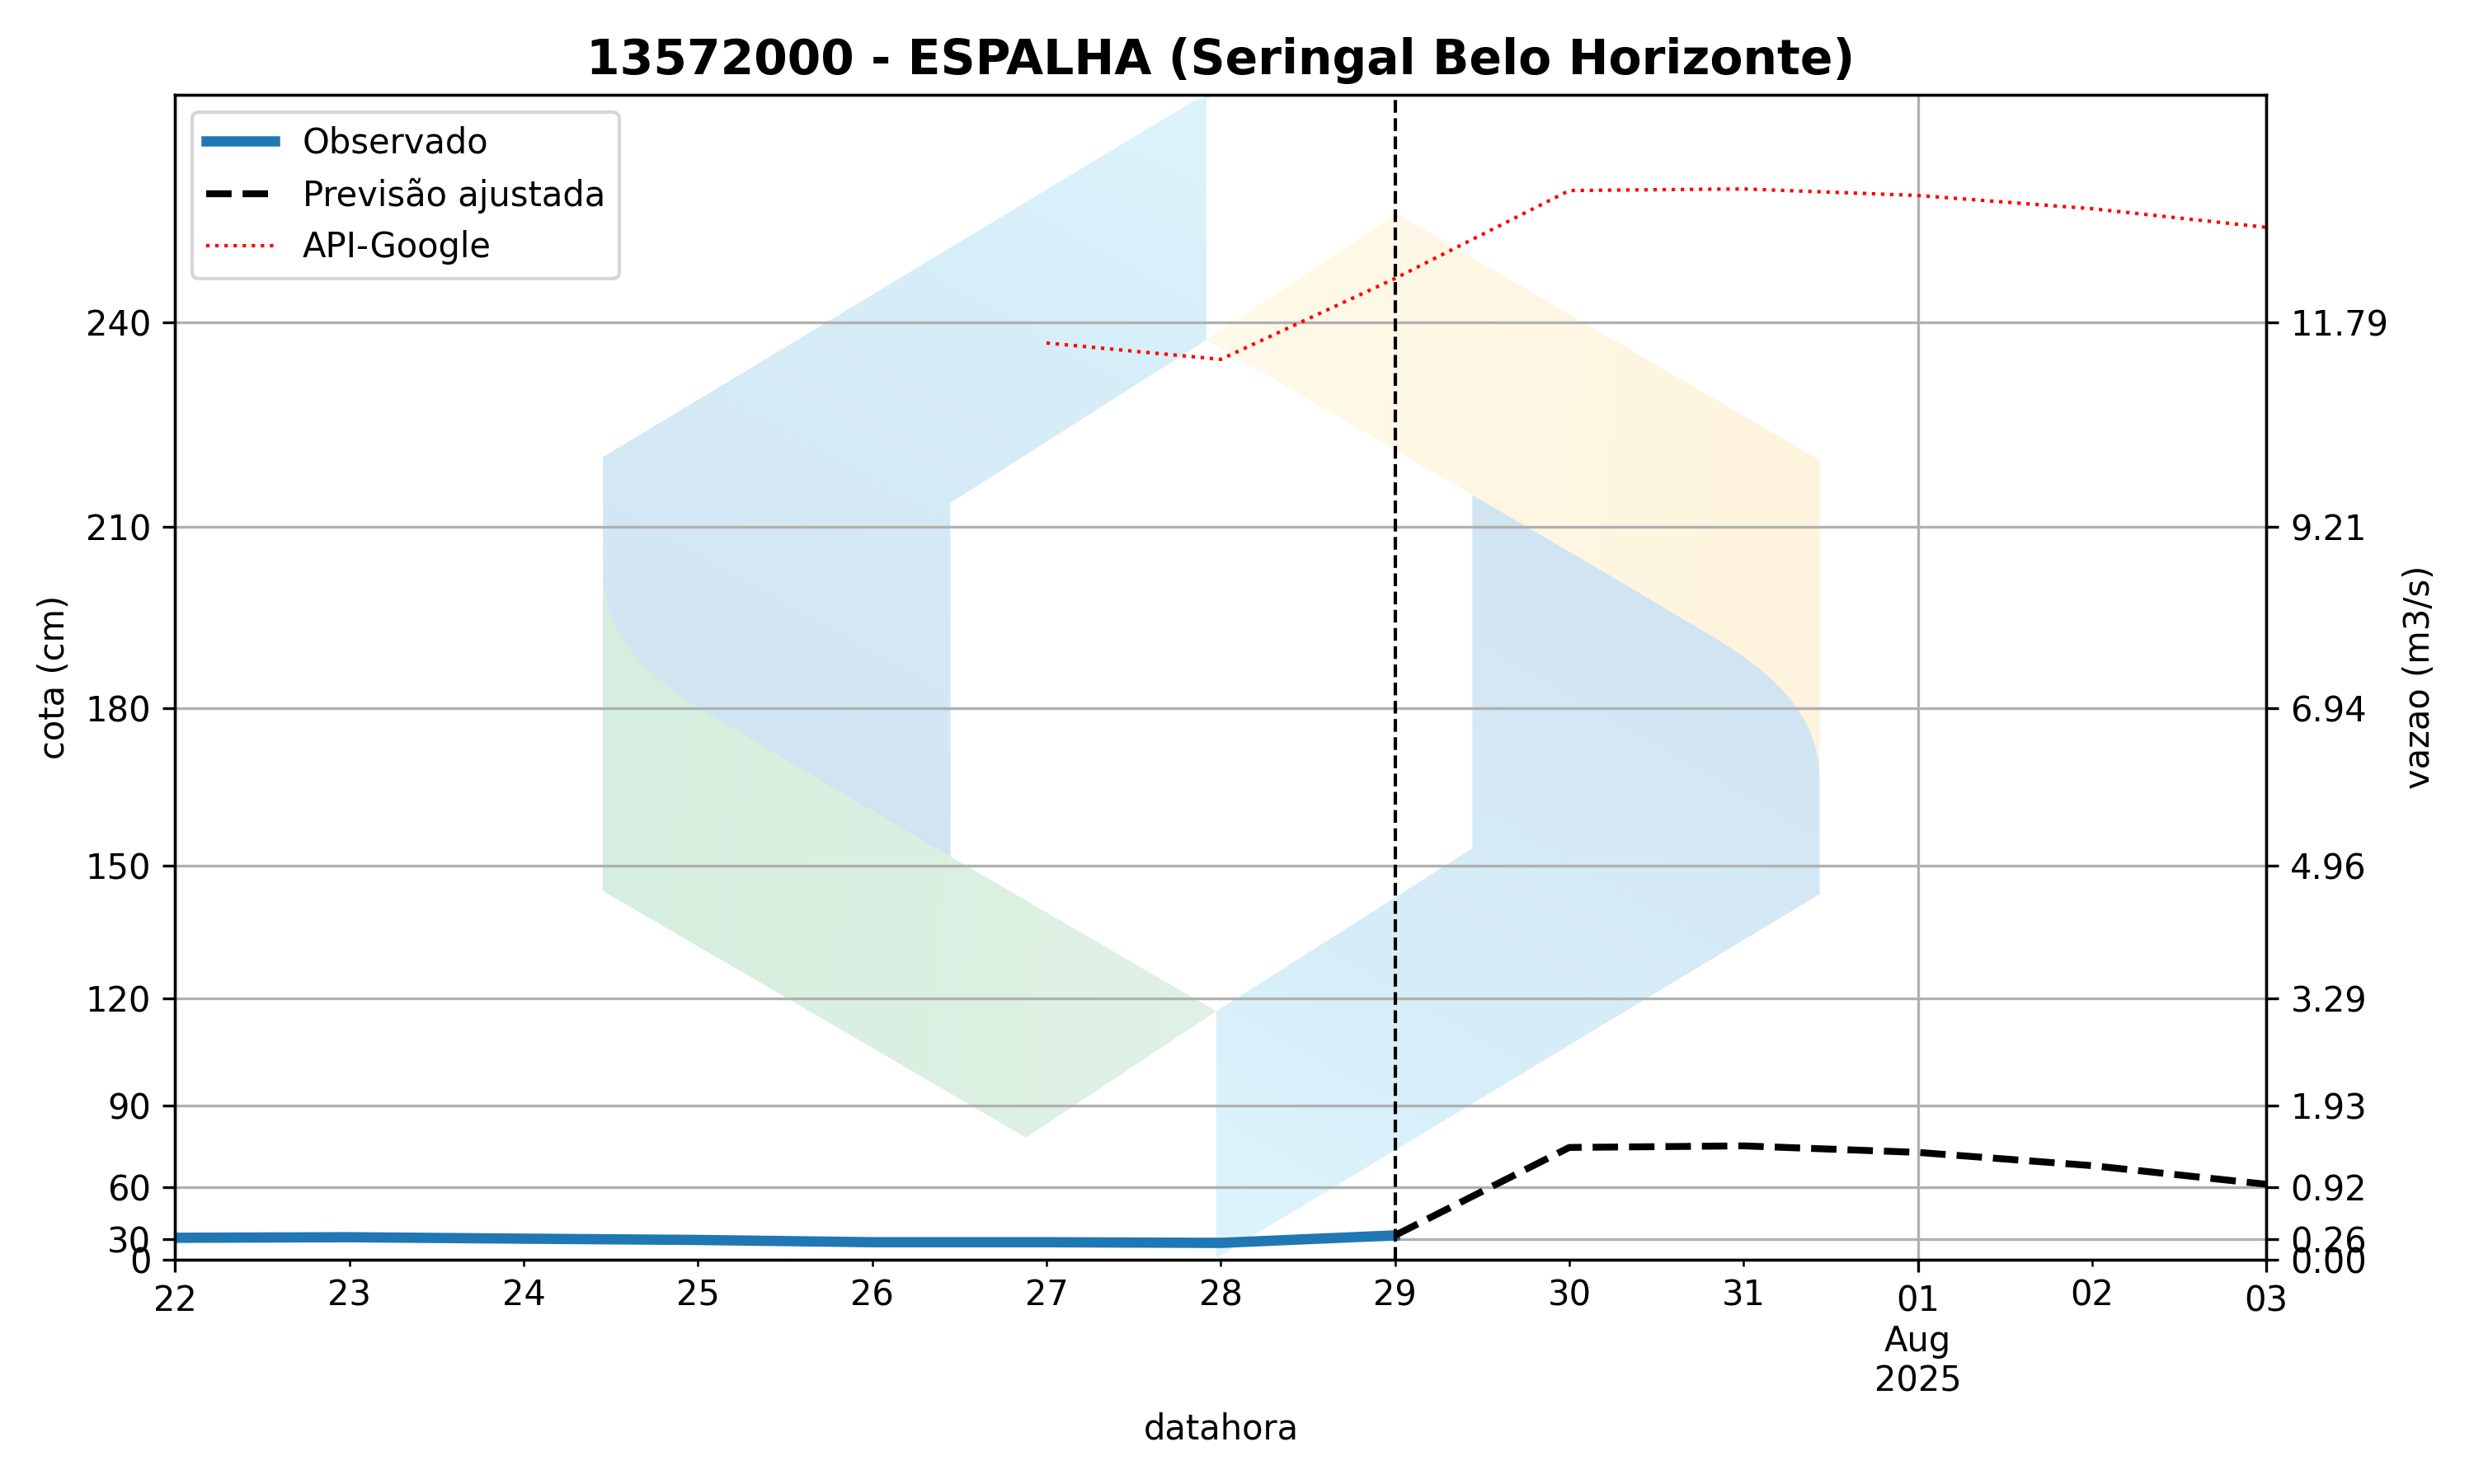 13572000 - ESPALHA (Seringal Belo Horizonte)
Observado
Previsão ajustada
API-Google
cota (cm)
240
210
180
150
120
90
60
30
0
11.79
9.21
6.94
4.96
3.29
1.93
0.92
0.26
0.00
vazao (m3/s)
22 23 24 25 26 27 28 29 30 31 01 02 03
Aug
2025
datahora